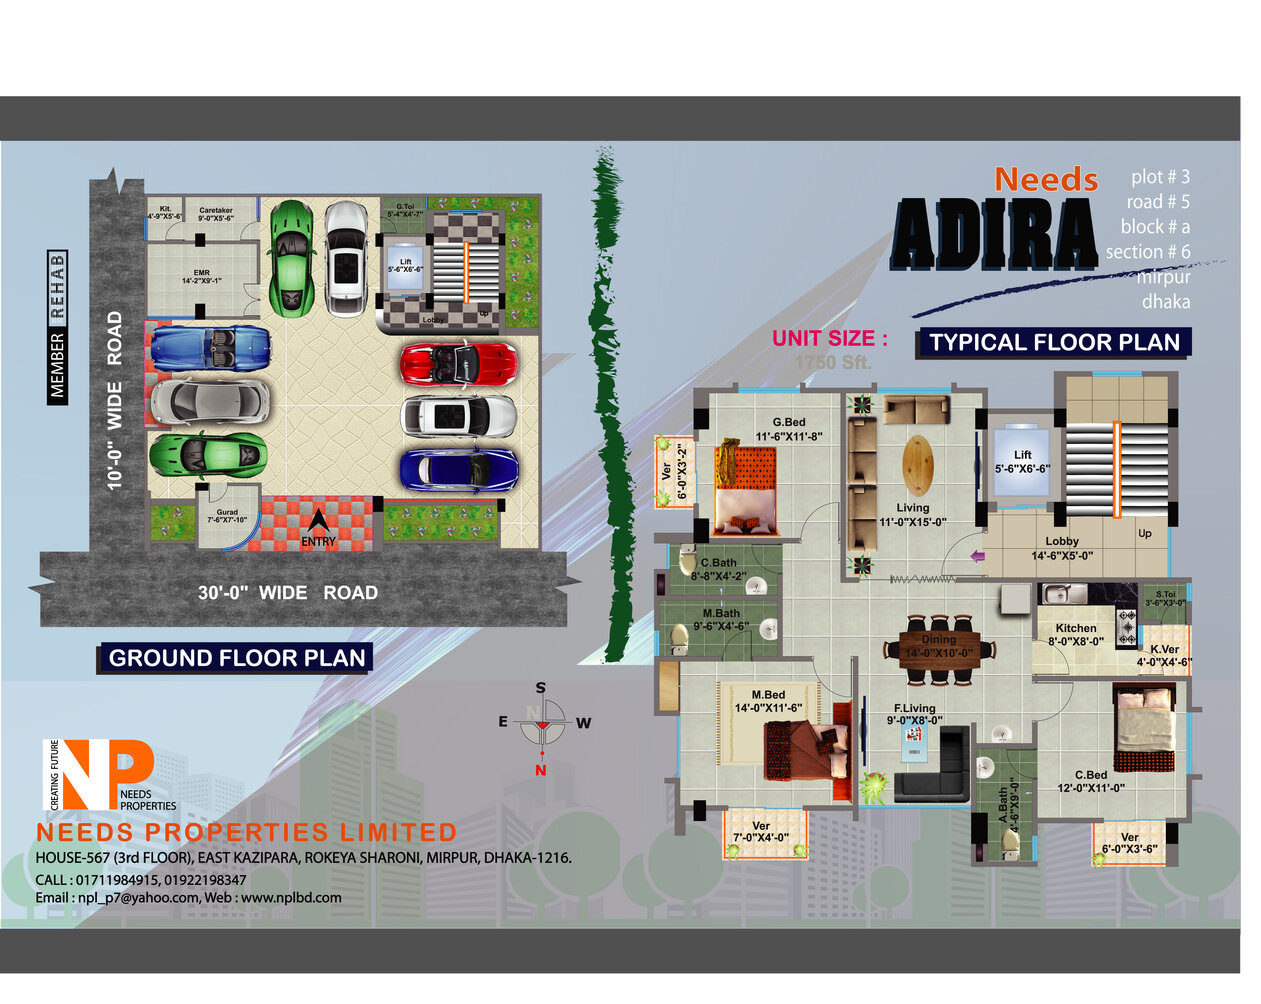 MEMBER REHAB
10'-0" WIDE ROAD
Kit.
4'-9"X5'-6"
Caretaker
9'-0"X5'-6"
EMR
14'-2"X9'-1"
G.Toi
5'-4"X4'-7"
Lift
5'-6"X6'-6"
Lobby
Up
Gurad
7'-6"X7'-10"
ENTRY
30'-0" WIDE ROAD
GROUND FLOOR PLAN
S
N
E
W
N
CREATING FUTURE
NP
NEEDS
PROPERTIES
NEEDS PROPERTIES LIMITED
HOUSE-567 (3rd FLOOR), EAST KAZIPARA, ROKEYA SHARONI, MIRPUR, DHAKA-1216.
CALL : 01711984915, 01922198347
Email : npl_p7@yahoo.com, Web : www.nplbd.com
Needs
ADIRA
plot # 3
road # 5
block # a
section # 6
mirpur
dhaka
UNIT SIZE :
1750 Sft.
TYPICAL FLOOR PLAN
G.Bed
11'-6"X11'-8"
Ver
6'-0"X3'-2"
Living
11'-0"X15'-0"
Lift
5'-6"X6'-6"
Lobby
14'-6"X5'-0"
Up
C.Bath
8'-8"X4'-2"
M.Bath
9'-6"X4'-6"
Dining
14'-0"X10'-0"
Kitchen
8'-0"X8'-0"
S.Toi
3'-6"X3'-0"
K.Ver
4'-0"X4'-6"
M.Bed
14'-0"X11'-6"
F.Living
9'-0"X8'-0"
C.Bed
12'-0"X11'-0"
A.Bath
4'-6"X9'-0"
Ver
7'-0"X4'-0"
Ver
6'-0"X3'-6"